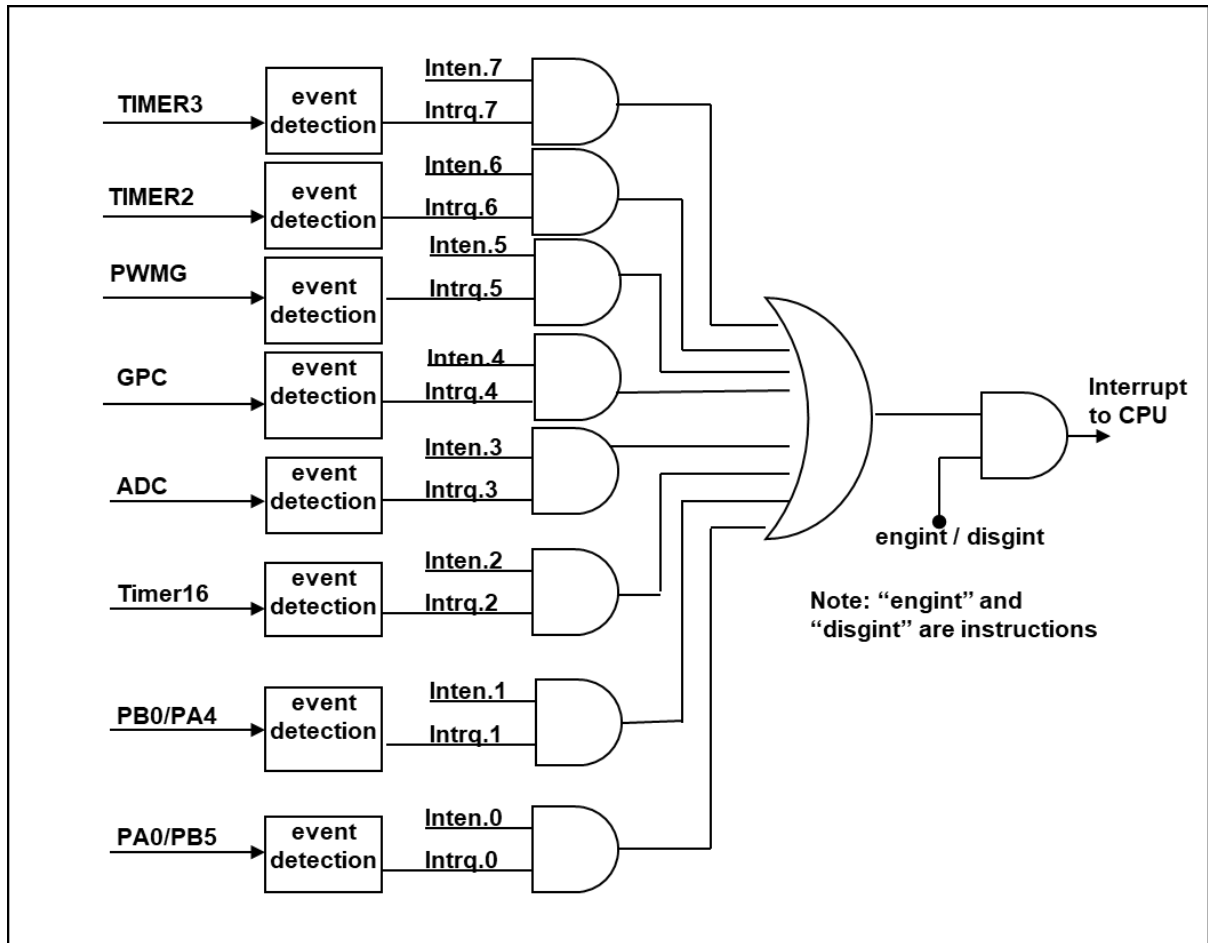 TIMER3
event
detection
Inten.7
Intrq.7
TIMER2
event
detection
Inten.6
Intrq.6
PWMG
event
detection
Inten.5
Intrq.5
GPC
event
detection
Inten.4
Intrq.4
ADC
event
detection
Inten.3
Intrq.3
Timer16
event
detection
Inten.2
Intrq.2
PB0/PA4
event
detection
Inten.1
Intrq.1
PA0/PB5
event
detection
Inten.0
Intrq.0
Interrupt
to CPU
engint / disgint
Note: “engint” and
“disgint” are instructions